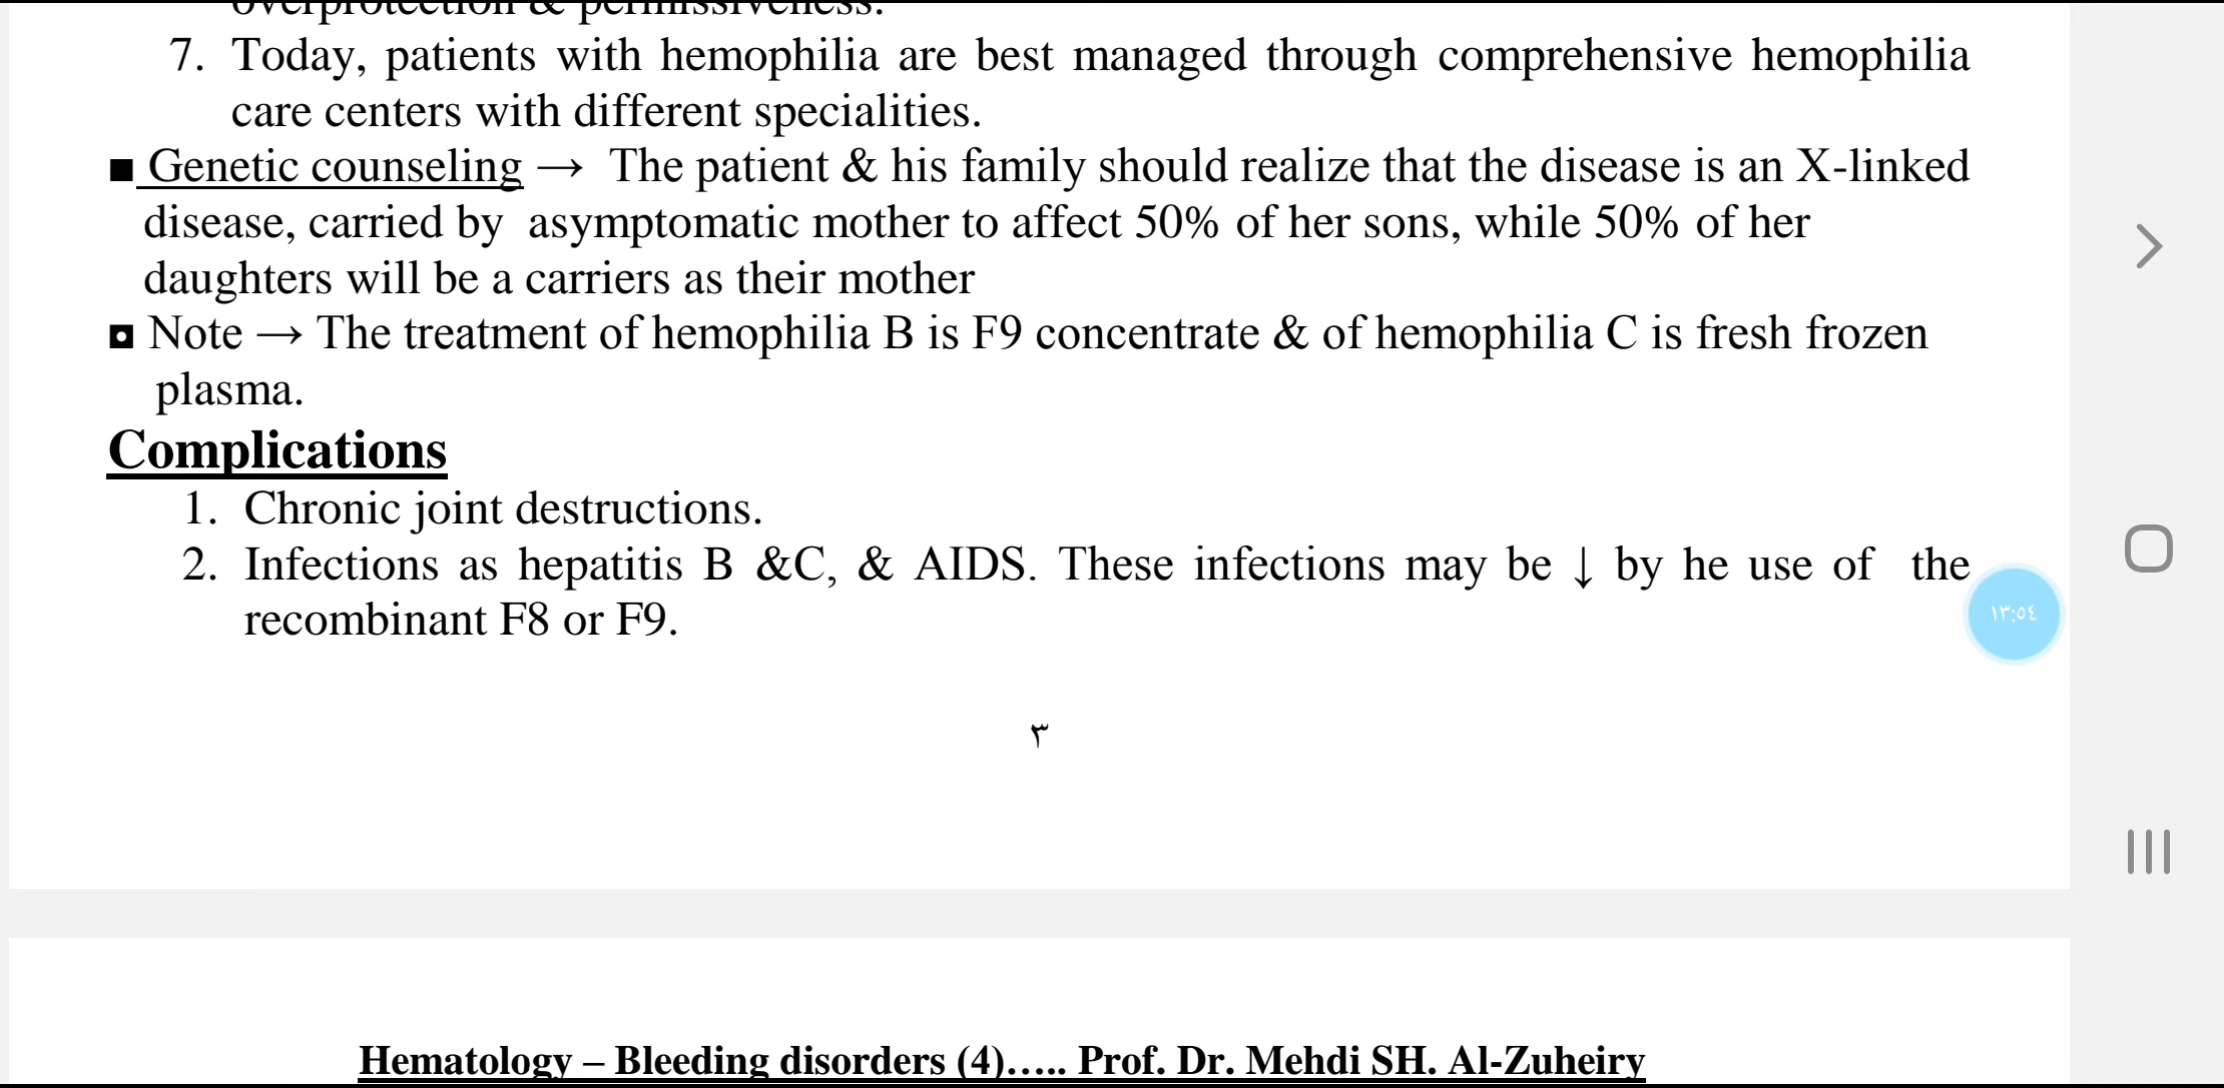 overprotection & permissiveness.
7. Today, patients with hemophilia are best managed through comprehensive hemophilia
care centers with different specialities.
■ Genetic counseling → The patient & his family should realize that the disease is an X-linked
disease, carried by asymptomatic mother to affect 50% of her sons, while 50% of her
daughters will be a carriers as their mother
◘ Note → The treatment of hemophilia B is F9 concentrate & of hemophilia C is fresh frozen
plasma.
Complications
1. Chronic joint destructions.
2. Infections as hepatitis B &C, & AIDS. These infections may be ↓ by he use of the
recombinant F8 or F9.
١٣:٥٤
٣
Hematology – Bleeding disorders (4)….. Prof. Dr. Mehdi SH. Al-Zuheiry